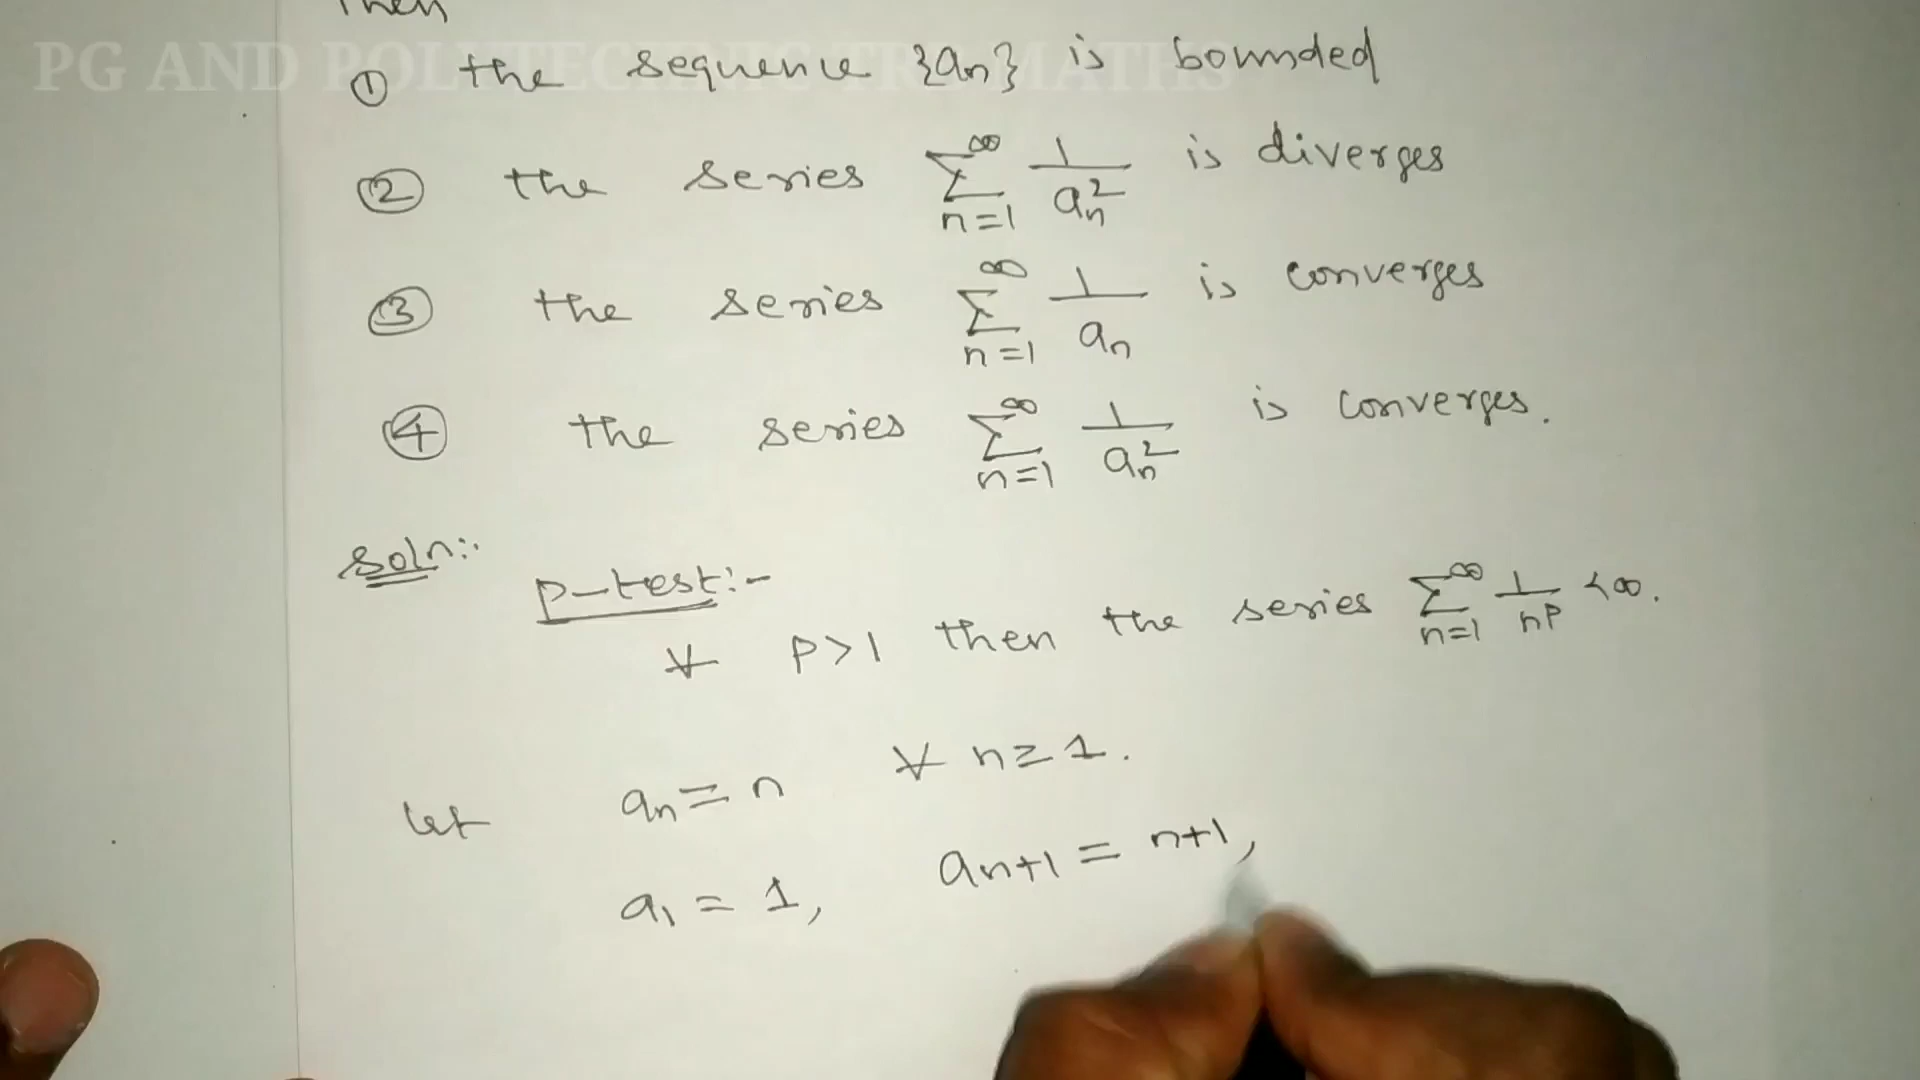 Then
PG AND POLITECHNIC TRB MATHS
① the sequence {aₙ} is bounded
② the series ∑_{n=1}^{∞} 1/aₙ² is diverges
③ the series ∑_{n=1}^{∞} 1/aₙ is converges
④ the series ∑_{n=1}^{∞} 1/aₙ² is converges.
Soln:.
P-test:-
∀ P>1 then the series ∑_{n=1}^{∞} 1/n^P <∞.
let aₙ = n ∀ n≥1.
a₁ = 1, aₙ₊₁ = n+1,